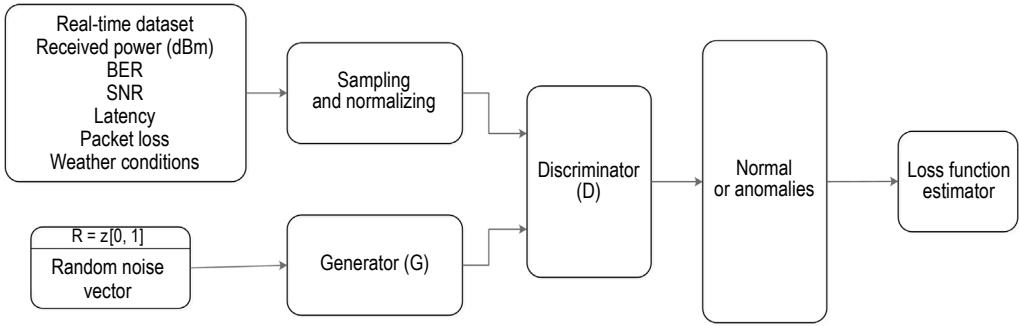 Real-time dataset
Received power (dBm)
BER
SNR
Latency
Packet loss
Weather conditions
Sampling
and normalizing
Discriminator
(D)
Normal
or anomalies
Loss function
estimator
R = z[0, 1]
Random noise
vector
Generator (G)